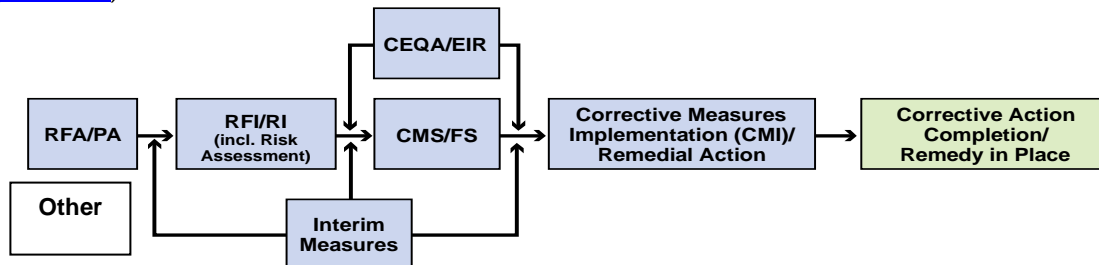 CEQA/EIR
RFA/PA
RFI/RI
(incl. Risk
Assessment)
CMS/FS
Corrective Measures
Implementation (CMI)/
Remedial Action
Corrective Action
Completion/
Remedy in Place
Other
Interim
Measures